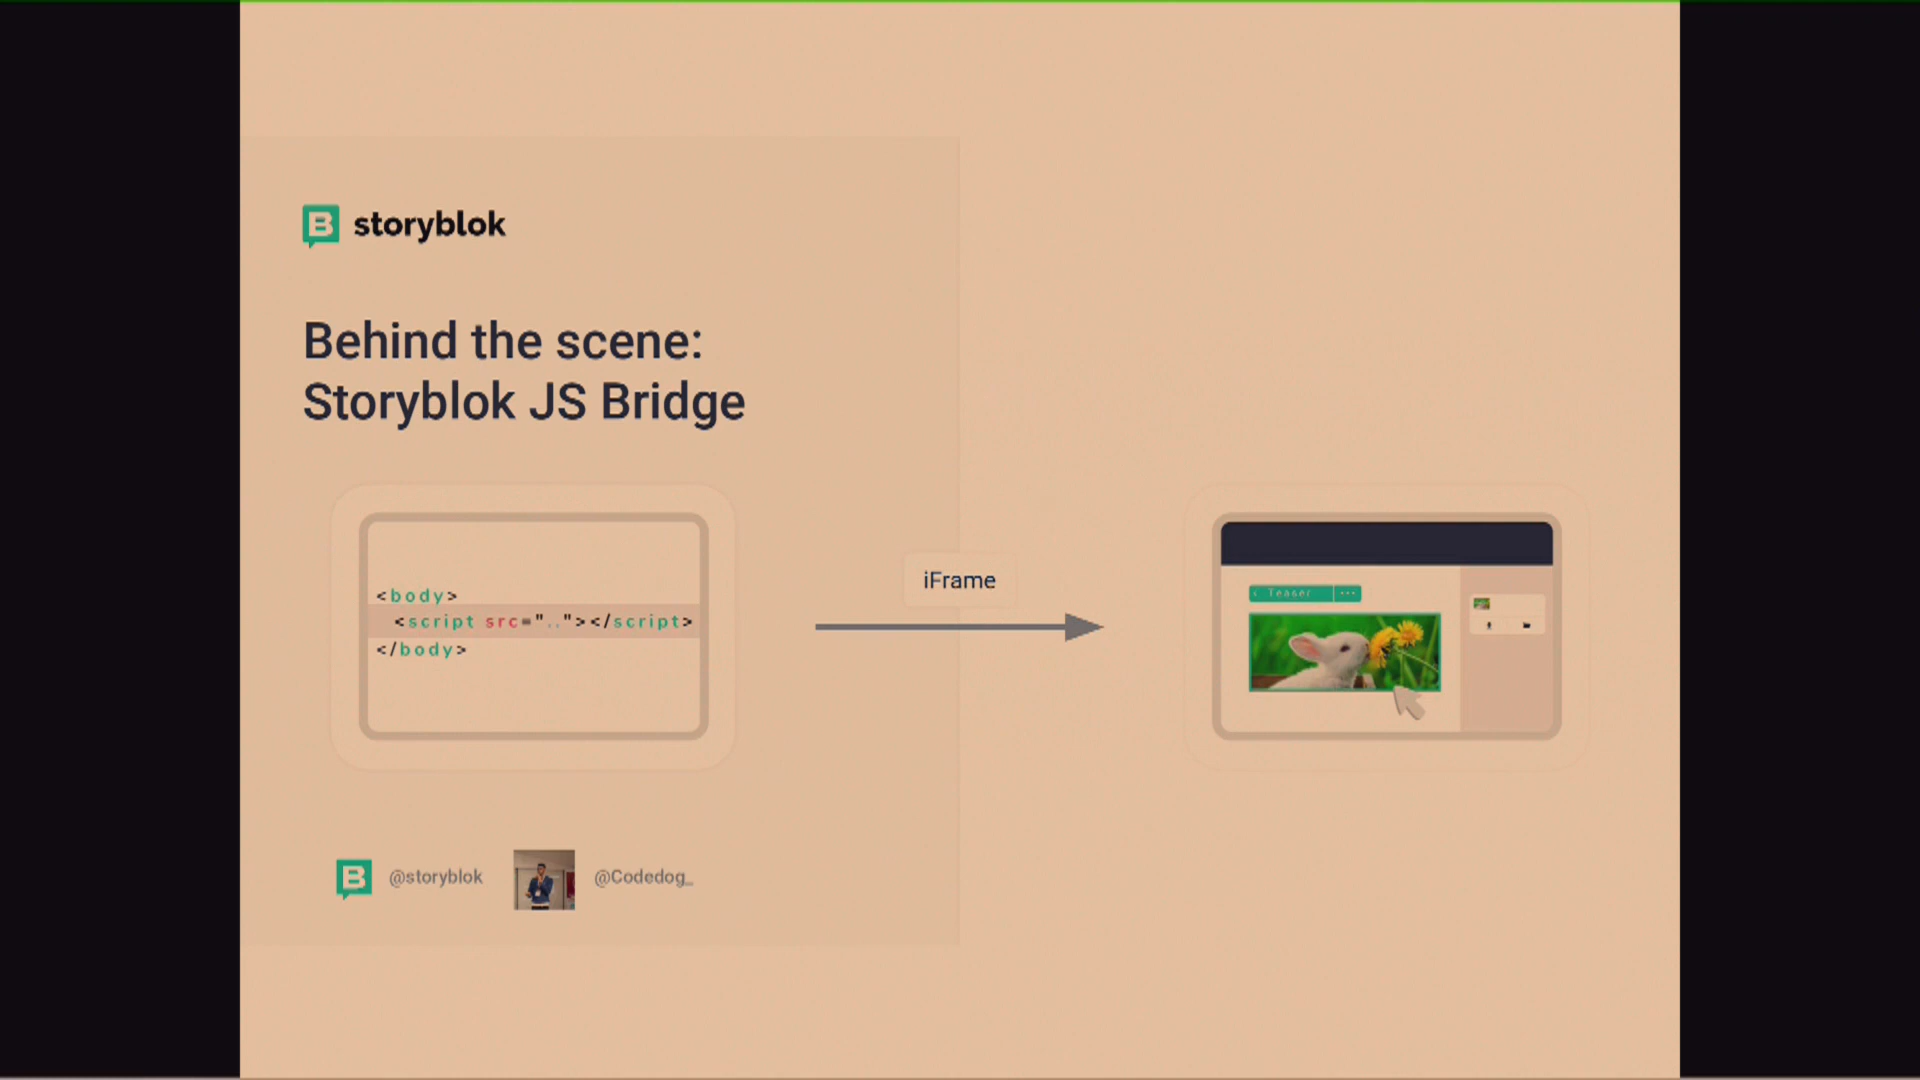 storyblok
Behind the scene:
Storyblok JS Bridge
<body>
<script src=".."></script>
</body>
iFrame
Teaser
@storyblok
@Codedog_